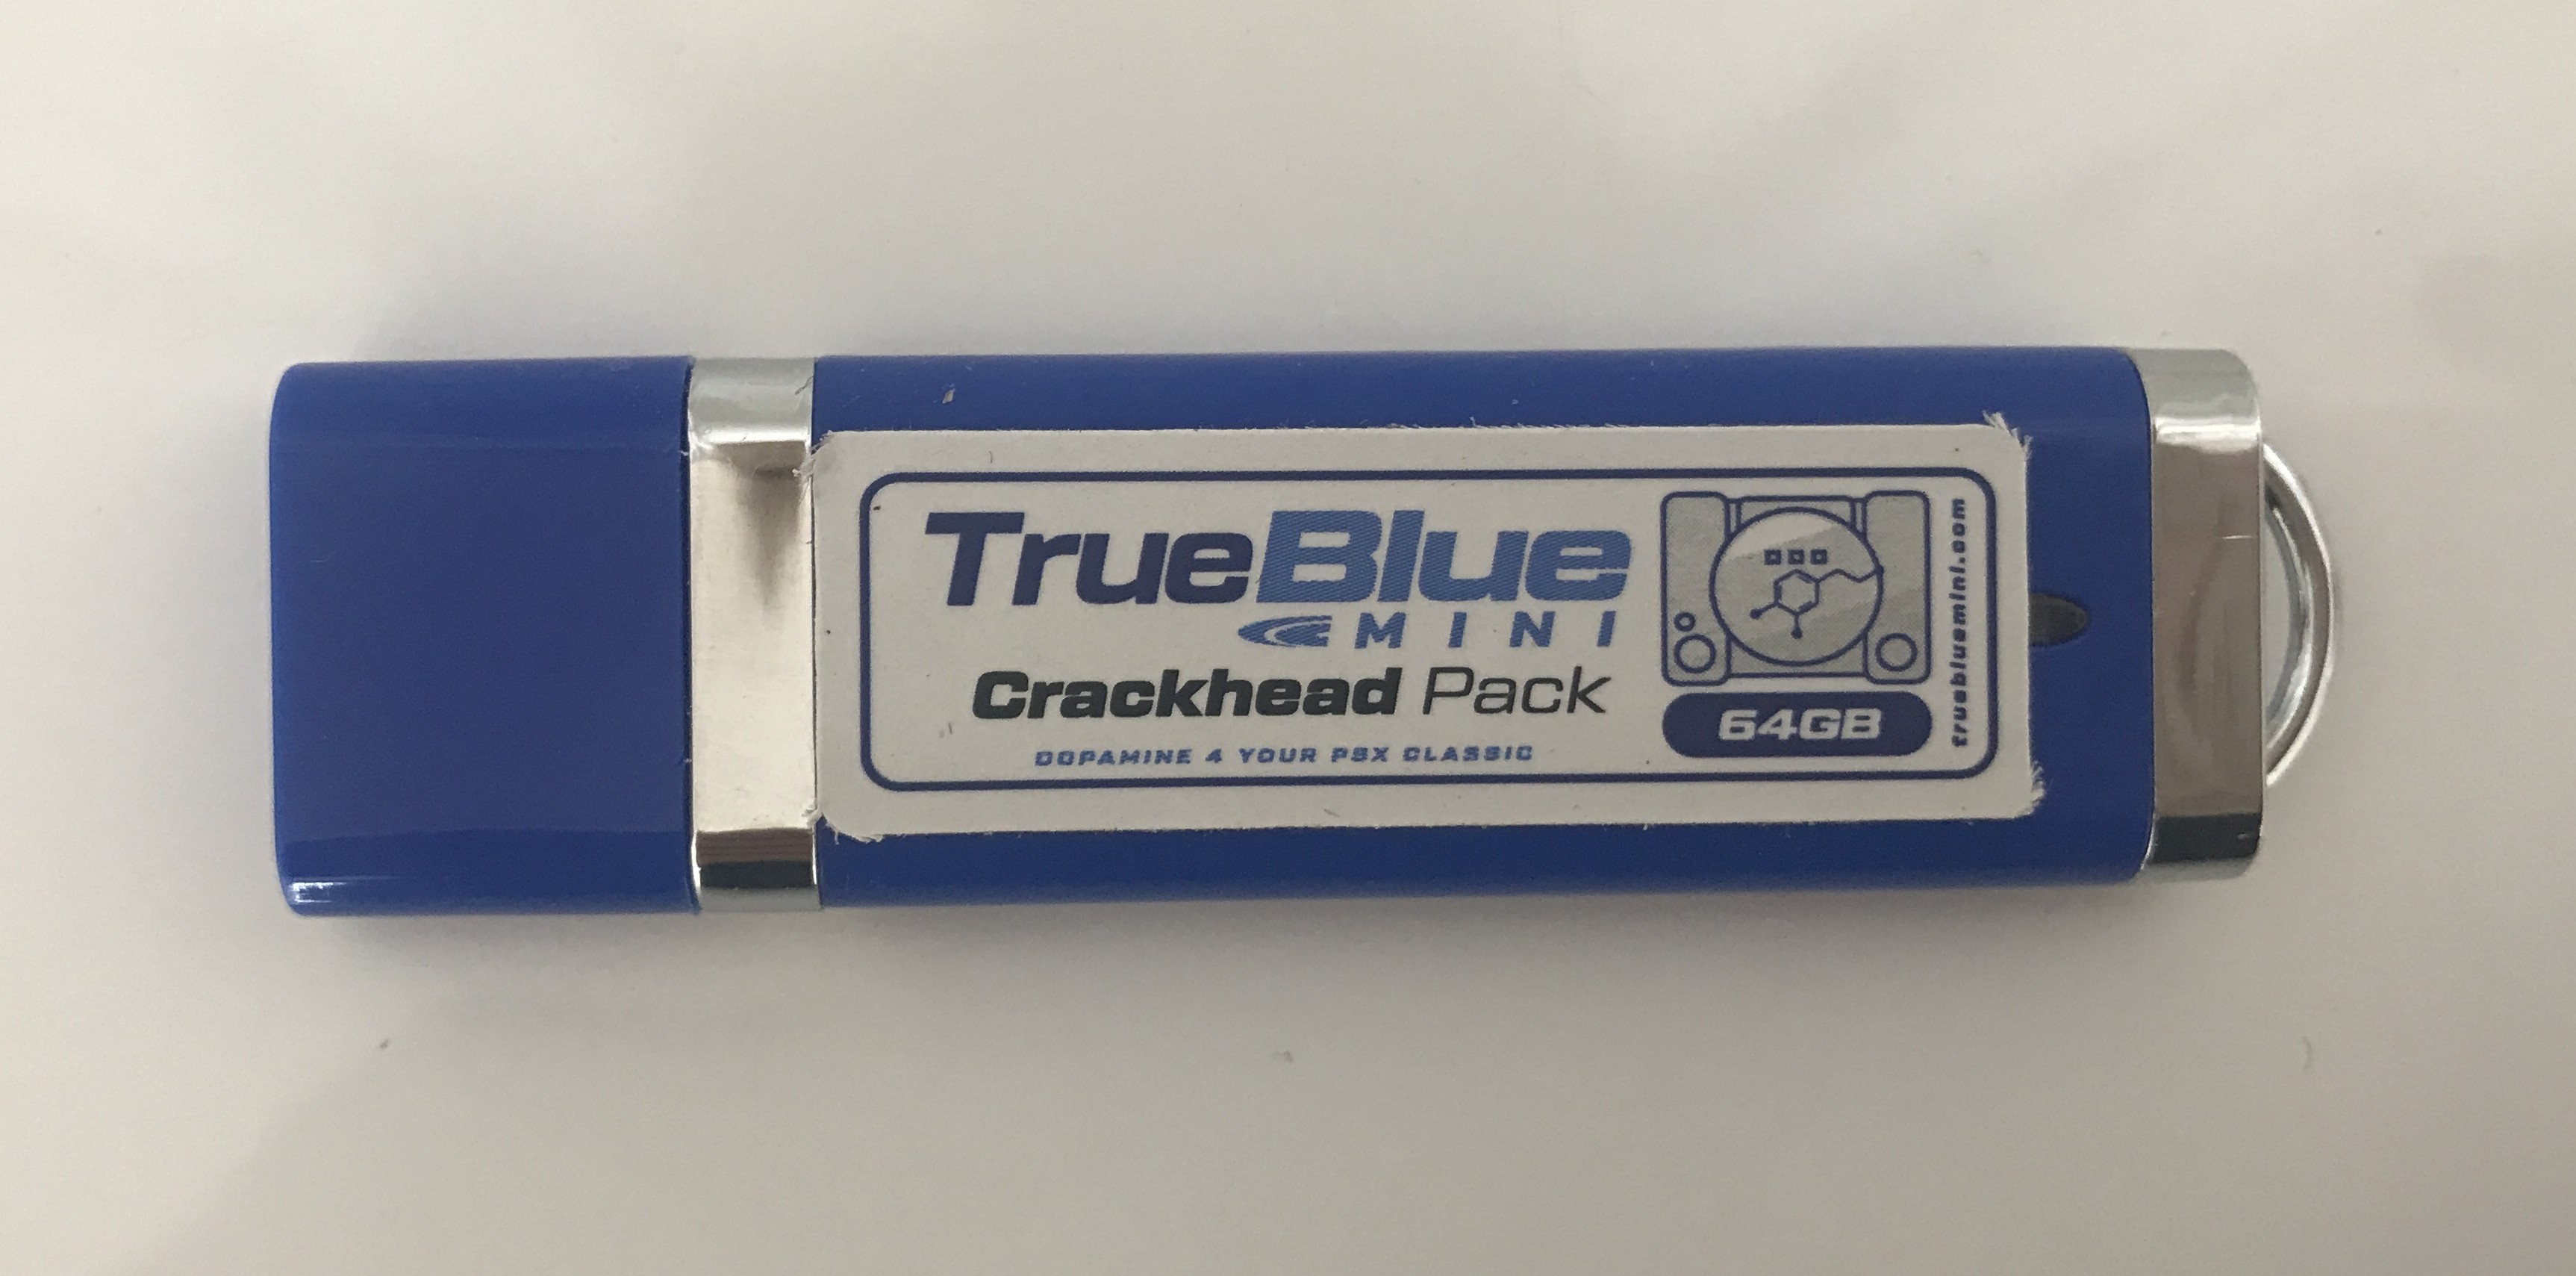 TrueBlue
MINI
Crackhead Pack
DOPAMINE 4 YOUR PSX CLASSIC
64GB
truebluemini.com